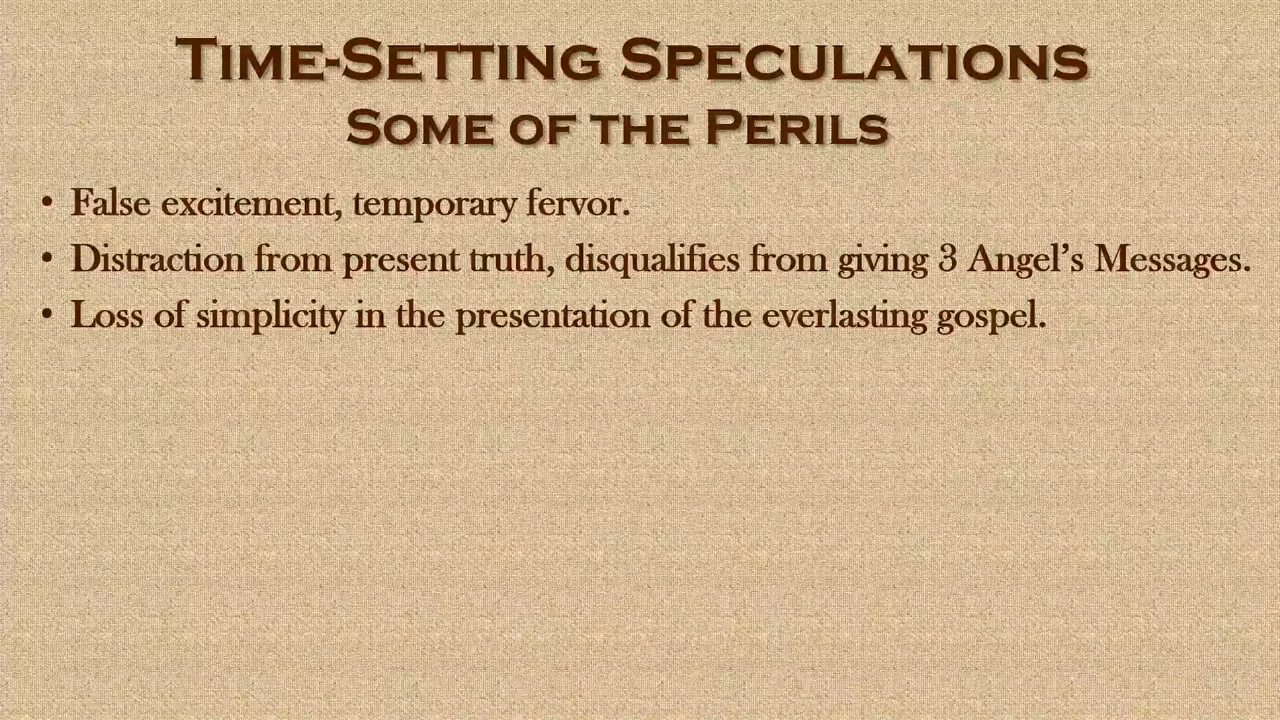 Time-Setting Speculations
Some of the Perils
• False excitement, temporary fervor.
• Distraction from present truth, disqualifies from giving 3 Angel’s Messages.
• Loss of simplicity in the presentation of the everlasting gospel.